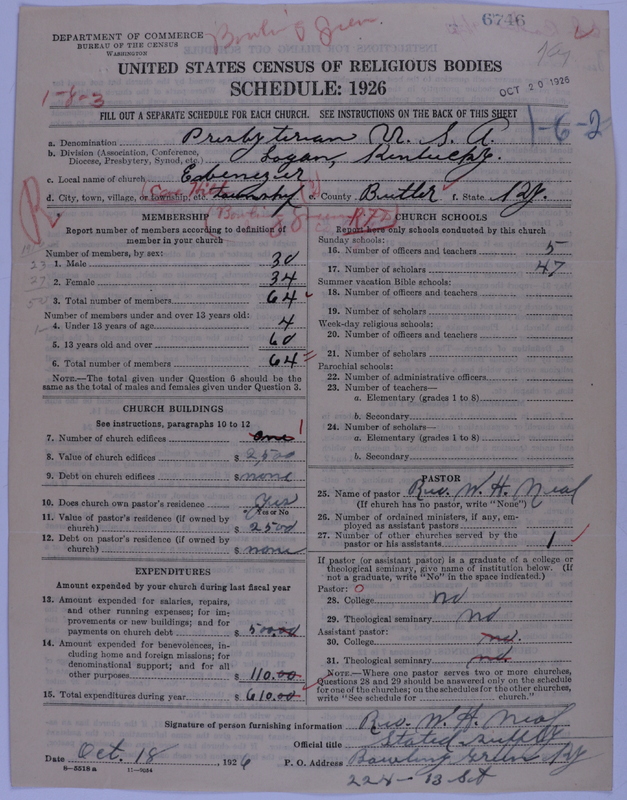 6746
DEPARTMENT OF COMMERCE
BUREAU OF THE CENSUS
WASHINGTON
Bowling Green
Ky
UNITED STATES CENSUS OF RELIGIOUS BODIES
SCHEDULE: 1926
OCT 20 1926
1-8-3
FILL OUT A SEPARATE SCHEDULE FOR EACH CHURCH. SEE INSTRUCTIONS ON THE BACK OF THIS SHEET
1-6-2
a. Denomination Presbyterian U. S. A.
b. Division (Association, Conference, Diocese, Presbytery, Synod, etc.) Logan, Kentucky.
c. Local name of church Ebenezer
d. City, town, village, or township, etc. township e. County Butler f. State Ky.
(Bowling Green R.F.D.
R
MEMBERSHIP
Report number of members according to definition of member in your church
Number of members, by sex:
1. Male 30
2. Female 34
3. Total number of members 64
Number of members under and over 13 years old:
4. Under 13 years of age 4
5. 13 years old and over 60
6. Total number of members 64
NOTE.—The total given under Question 6 should be the same as the total of males and females given under Question 3.
CHURCH BUILDINGS
See instructions, paragraphs 10 to 12
7. Number of church edifices one 1
8. Value of church edifices $ 2,500
9. Debt on church edifices $ none
10. Does church own pastor's residence Yes
Yes or No
11. Value of pastor's residence (if owned by church) $ 2500
12. Debt on pastor's residence (if owned by church) $ none
EXPENDITURES
Amount expended by your church during last fiscal year
13. Amount expended for salaries, repairs, and other running expenses; for improvements or new buildings; and for payments on church debt $ 500.00
14. Amount expended for benevolences, including home and foreign missions; for denominational support; and for all other purposes $ 110.00
15. Total expenditures during year $ 610.00
CHURCH SCHOOLS
Report here only schools conducted by this church
Sunday schools:
16. Number of officers and teachers 5
17. Number of scholars 47
Summer vacation Bible schools:
18. Number of officers and teachers
19. Number of scholars
Week-day religious schools:
20. Number of officers and teachers
21. Number of scholars
Parochial schools:
22. Number of administrative officers
23. Number of teachers—
a. Elementary (grades 1 to 8)
b. Secondary
24. Number of scholars—
a. Elementary (grades 1 to 8)
b. Secondary
PASTOR
25. Name of pastor Rev. W. H. Neal
(If church has no pastor, write "None")
26. Number of ordained ministers, if any, employed as assistant pastors
27. Number of other churches served by the pastor or his assistants 1
If pastor (or assistant pastor) is a graduate of a college or theological seminary, give name of institution below. (If not a graduate, write "No" in the space indicated.)
Pastor: 0
28. College no
29. Theological seminary no
Assistant pastor:
30. College no.
31. Theological seminary no
NOTE.—Where one pastor serves two or more churches, Questions 28 and 29 should be answered only on the schedule for one of the churches; on the schedules for the other churches, write "See schedule for church."
Signature of person furnishing information Rev. W. H. Neal
Official title Stated Supply
Date Oct. 18 1926 P. O. Address Bowling Green Ky
224- 13 St
8—5518 a 11—9054